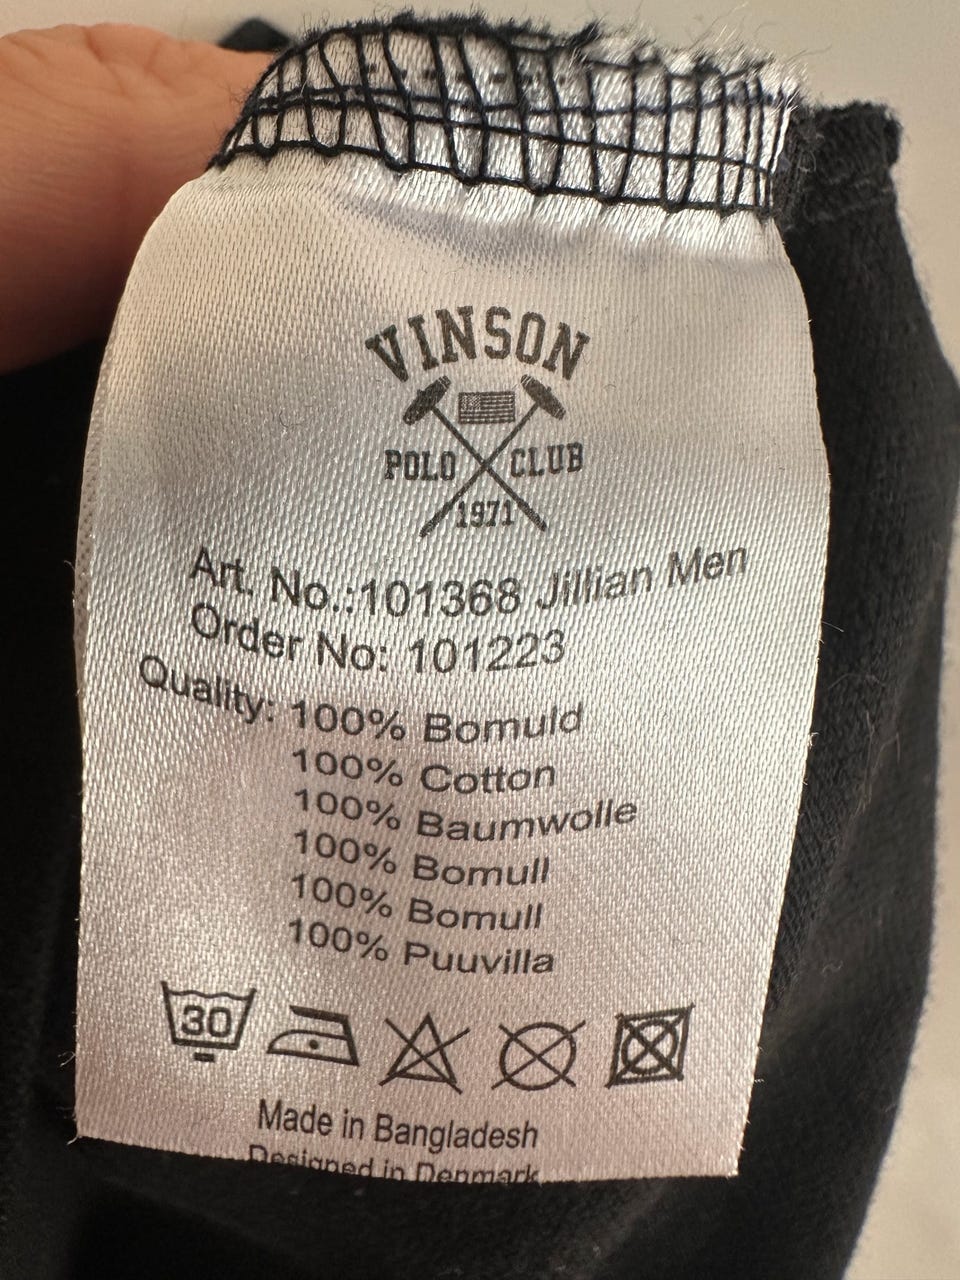 VINSON
POLO CLUB
1971
Art. No.:101368 Jillian Men
Order No: 101223
Quality: 100% Bomuld
100% Cotton
100% Baumwolle
100% Bomull
100% Bomull
100% Puuvilla
30
Made in Bangladesh
Designed in Denmark